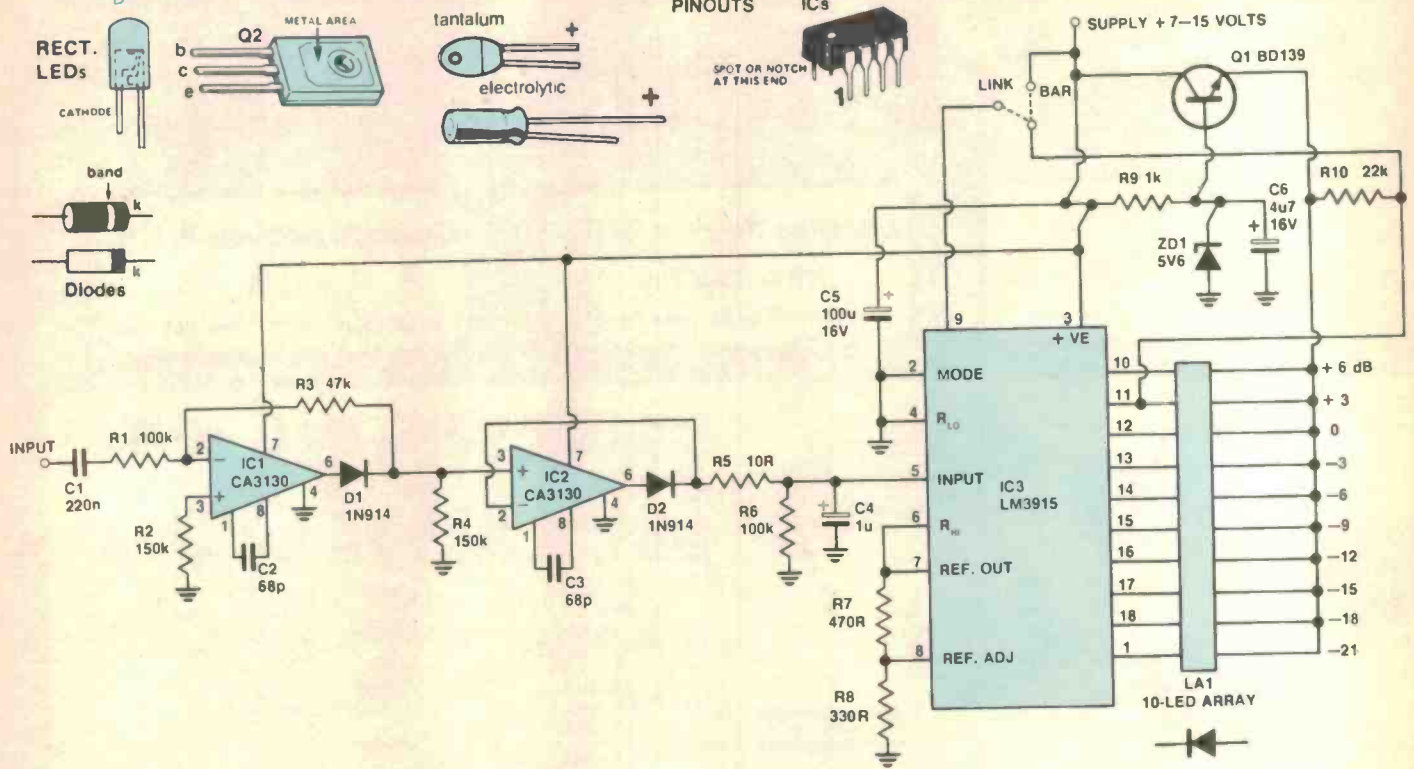 PINOUTS
ICs
RECT.
LEDs
CATHODE
METAL AREA
Q2
b
c
e
tantalum
+
electrolytic
+
SPOT OR NOTCH
AT THIS END
1
band
k
k
Diodes
SUPPLY + 7–15 VOLTS
Q1 BD139
LINK
BAR
R9 1k
R10 22k
C6
4u7
16V
+
ZD1
5V6
C5
100u
16V
+
9
3
+ VE
INPUT
C1
220n
R1 100k
R3 47k
2
–
7
IC1
CA3130
6
4
+
3
1
8
R2
150k
C2
68p
D1
1N914
R4
150k
3
+
7
IC2
CA3130
6
4
–
2
1
8
C3
68p
D2
1N914
R5 10R
R6
100k
+
C4
1u
2
MODE
4
RLO
5
INPUT
6
RHI
7
REF. OUT
8
REF. ADJ
IC3
LM3915
R7
470R
R8
330R
10
11
12
13
14
15
16
17
18
1
+ 6 dB
+ 3
0
–3
–6
–9
–12
–15
–18
–21
LA1
10-LED ARRAY